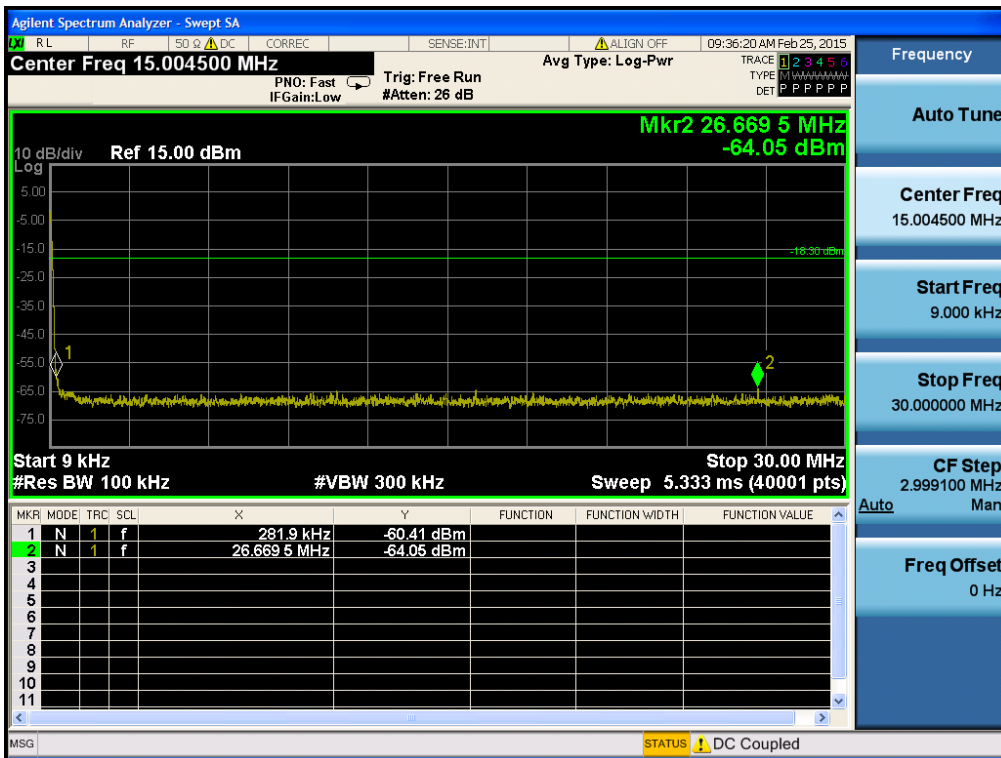 Agilent Spectrum Analyzer - Swept SA
LXI RL RF 50 Ω DC CORREC SENSE:INT ALIGN OFF 09:36:20 AM Feb 25, 2015
Center Freq 15.004500 MHz
PNO: Fast
IFGain:Low
Trig: Free Run
#Atten: 26 dB
Avg Type: Log-Pwr
TRACE 1 2 3 4 5 6
TYPE M
DET P P P P P P
Mkr2 26.669 5 MHz
-64.05 dBm
10 dB/div Ref 15.00 dBm
Log
5.00
-5.00
-15.0
-18.30 dBm
-25.0
-35.0
-45.0
-55.0
-65.0
-75.0
1
2
Start 9 kHz Stop 30.00 MHz
#Res BW 100 kHz #VBW 300 kHz Sweep 5.333 ms (40001 pts)
MKR MODE TRC SCL X Y FUNCTION FUNCTION WIDTH FUNCTION VALUE
1 N 1 f 281.9 kHz -60.41 dBm
2 N 1 f 26.669 5 MHz -64.05 dBm
3
4
5
6
7
8
9
10
11
MSG STATUS DC Coupled
Frequency
Auto Tune
Center Freq
15.004500 MHz
Start Freq
9.000 kHz
Stop Freq
30.000000 MHz
CF Step
2.999100 MHz
Auto Man
Freq Offset
0 Hz